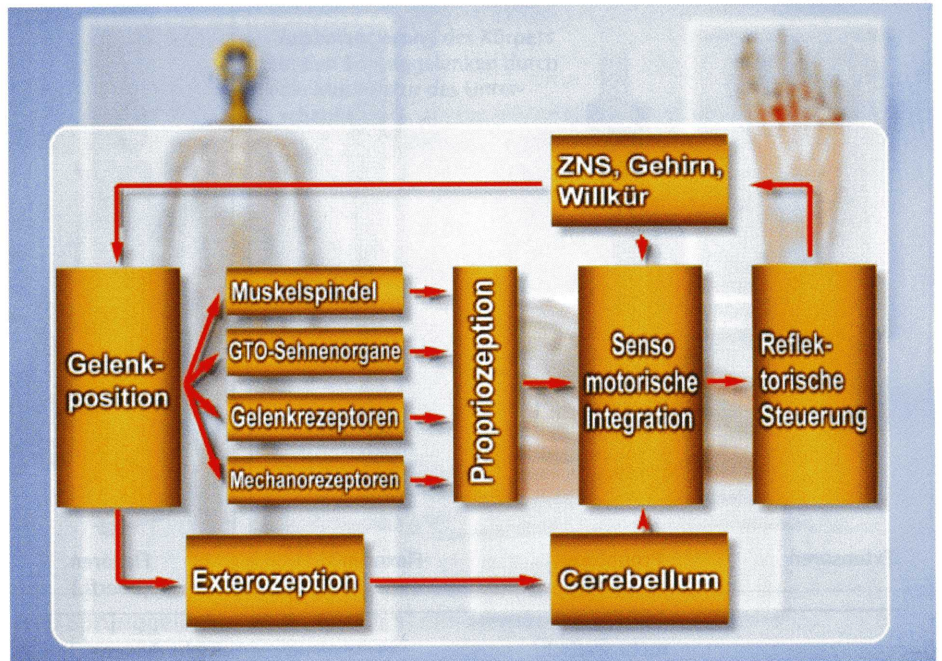 ZNS, Gehirn,
Willkür
Gelenk-
position
Muskelspindel
GTO-Sehnenorgane
Gelenkrezeptoren
Mechanorezeptoren
Propriozeption
Senso
motorische
Integration
Reflek-
torische
Steuerung
Exterozeption
Cerebellum